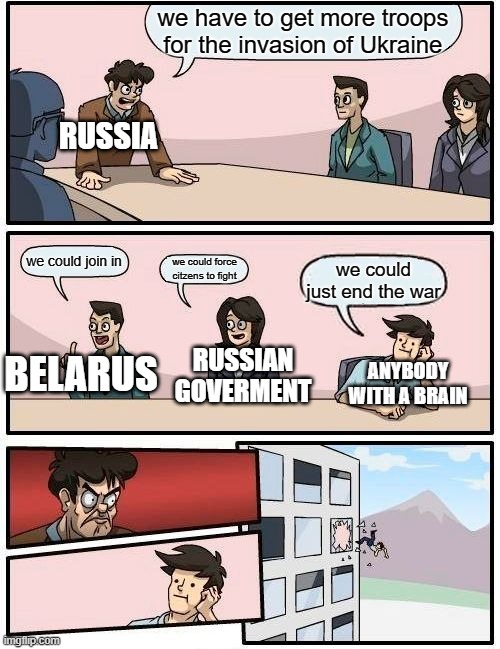 we have to get more troops
for the invasion of Ukraine
RUSSIA
we could join in
we could force
citzens to fight
we could
just end the war
BELARUS
RUSSIAN
GOVERMENT
ANYBODY
WITH A BRAIN
imgflip.com